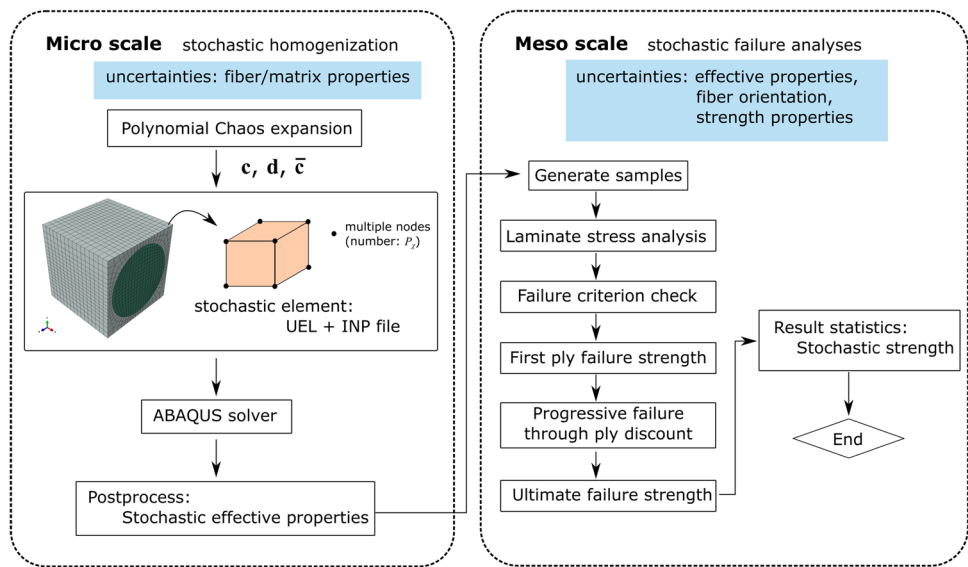 Micro scale stochastic homogenization
uncertainties: fiber/matrix properties
Polynomial Chaos expansion
c, d, c̄
multiple nodes
(number: Pχ)
stochastic element:
UEL + INP file
ABAQUS solver
Postprocess:
Stochastic effective properties
Meso scale stochastic failure analyses
uncertainties: effective properties,
fiber orientation,
strength properties
Generate samples
Laminate stress analysis
Failure criterion check
First ply failure strength
Progressive failure
through ply discount
Ultimate failure strength
Result statistics:
Stochastic strength
End